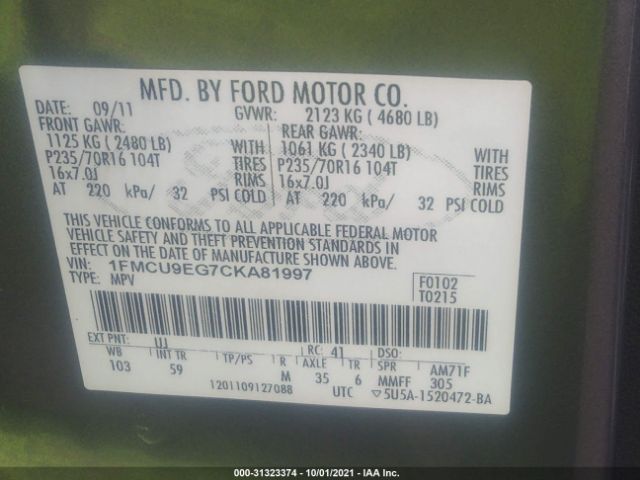 MFD. BY FORD MOTOR CO.
DATE: 09/11 GVWR: 2123 KG ( 4680 LB)
FRONT GAWR: REAR GAWR:
1125 KG ( 2480 LB) WITH 1061 KG ( 2340 LB) WITH
P235/70R16 104T TIRES P235/70R16 104T TIRES
16x7.0J RIMS 16x7.0J RIMS
AT 220 kPa/ 32 PSI COLD AT 220 kPa/ 32 PSI COLD
THIS VEHICLE CONFORMS TO ALL APPLICABLE FEDERAL MOTOR
VEHICLE SAFETY AND THEFT PREVENTION STANDARDS IN
EFFECT ON THE DATE OF MANUFACTURE SHOWN ABOVE.
VIN: 1FMCU9EG7CKA81997
TYPE: MPV
F0102
T0215
EXT PNT: UJ RC: 41 DSO:
WB INT TR TP/PS R AXLE TR SPR AM71F
103 59 M 35 6 MMFF 305
1201109127088 UTC ▽5U5A-1520472-BA
Ford
000-31323374 - 10/01/2021 - IAA Inc.